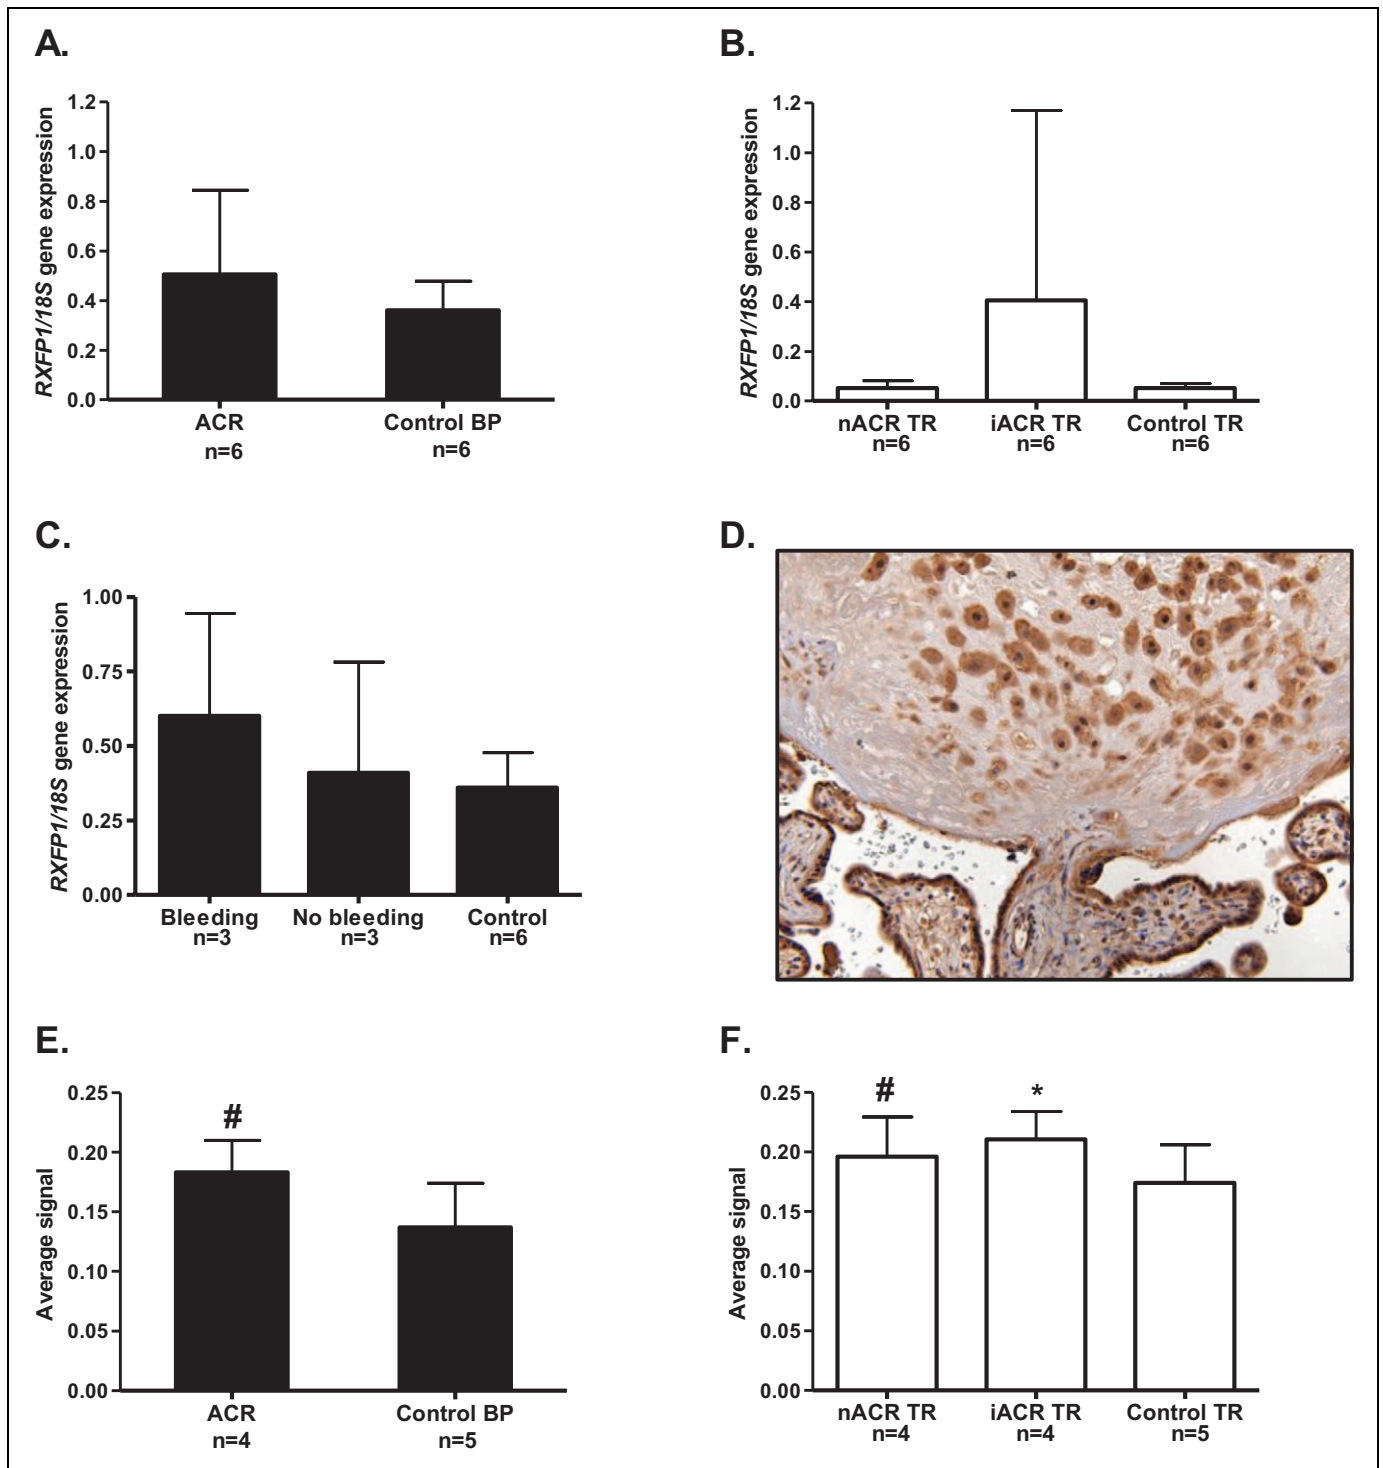 A.
RXFP1/18S gene expression
1.2
1.0
0.8
0.6
0.4
0.2
0.0
ACR
n=6
Control BP
n=6
B.
RXFP1/18S gene expression
1.2
1.0
0.8
0.6
0.4
0.2
0.0
nACR TR
n=6
iACR TR
n=6
Control TR
n=6
C.
RXFP1/18S gene expression
1.00
0.75
0.50
0.25
0.00
Bleeding
n=3
No bleeding
n=3
Control
n=6
D.
E.
Average signal
0.25
0.20
0.15
0.10
0.05
0.00
#
ACR
n=4
Control BP
n=5
F.
Average signal
0.25
0.20
0.15
0.10
0.05
0.00
#
*
nACR TR
n=4
iACR TR
n=4
Control TR
n=5